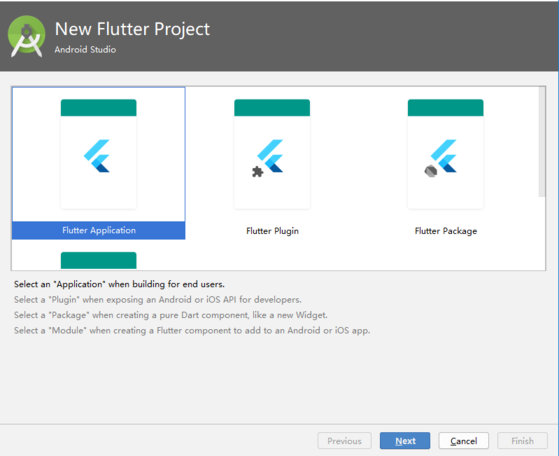 New Flutter Project
Android Studio
Flutter Application
Flutter Plugin
Flutter Package
Select an "Application" when building for end users.
Select a "Plugin" when exposing an Android or iOS API for developers.
Select a "Package" when creating a pure Dart component, like a new Widget.
Select a "Module" when creating a Flutter component to add to an Android or iOS app.
Previous
Next
Cancel
Finish